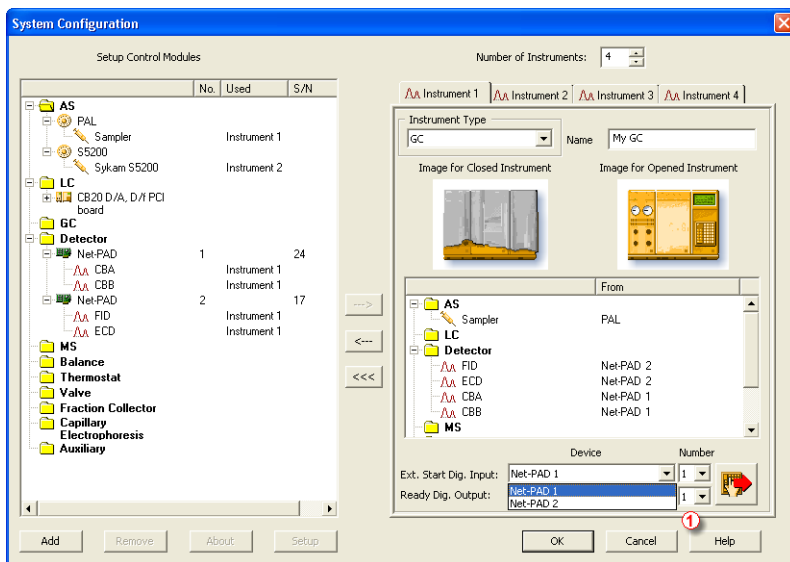 System Configuration
Setup Control Modules
Number of Instruments: 4
No. Used S/N
AS
PAL
Sampler Instrument 1
S5200
Sykam S5200 Instrument 2
LC
CB20 D/A, D/f PCI
board
GC
Detector
Net-PAD 1 24
CBA Instrument 1
CBB Instrument 1
Net-PAD 2 17
FID Instrument 1
ECD Instrument 1
MS
Balance
Thermostat
Valve
Fraction Collector
Capillary
Electrophoresis
Auxiliary
--->
<---
<<<
Instrument 1 Instrument 2 Instrument 3 Instrument 4
Instrument Type
GC Name My GC
Image for Closed Instrument Image for Opened Instrument
From
AS
Sampler PAL
LC
Detector
FID Net-PAD 2
ECD Net-PAD 2
CBA Net-PAD 1
CBB Net-PAD 1
MS
Device Number
Ext. Start Dig. Input: Net-PAD 1 1
Ready Dig. Output: Net-PAD 1 1
Net-PAD 2
1
Add Remove About Setup OK Cancel Help